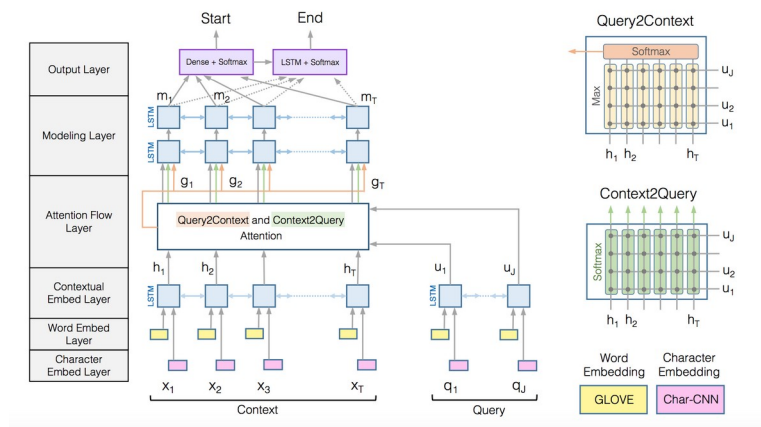 Start End
Output Layer
Dense + Softmax
LSTM + Softmax
m1 m2 mT
Modeling Layer
LSTM
LSTM
g1 g2 gT
Attention Flow
Layer
Query2Context and Context2Query
Attention
h1 h2 hT
u1 uJ
Contextual
Embed Layer
LSTM
LSTM
Word Embed
Layer
Character
Embed Layer
x1 x2 x3 xT
q1 qJ
Context
Query
Query2Context
Softmax
Max
uJ
u2
u1
h1 h2 hT
Context2Query
Softmax
uJ
u2
u1
h1 h2 hT
Word
Embedding
GLOVE
Character
Embedding
Char-CNN